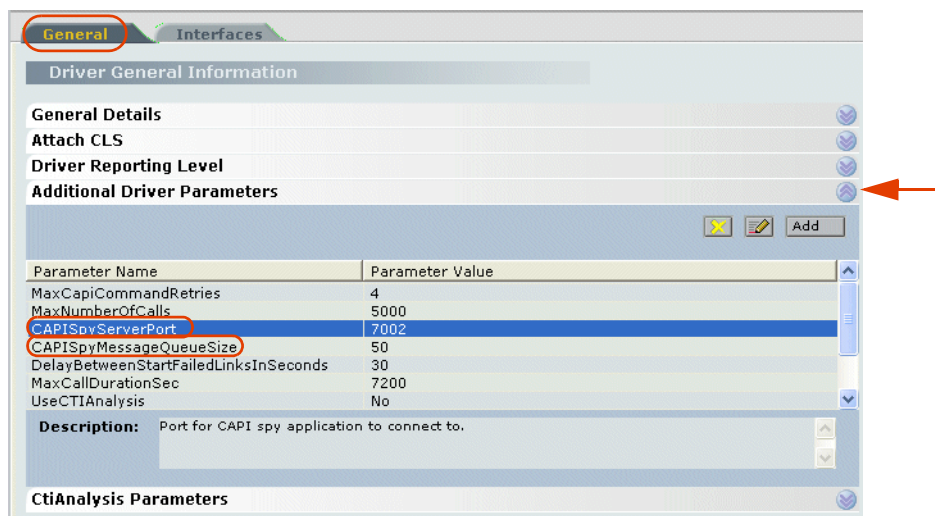 General Interfaces
Driver General Information
General Details
Attach CLS
Driver Reporting Level
Additional Driver Parameters
Add
Parameter Name Parameter Value
MaxCapiCommandRetries 4
MaxNumberOfCalls 5000
CAPISpyServerPort 7002
CAPISpyMessageQueueSize 50
DelayBetweenStartFailedLinksInSeconds 30
MaxCallDurationSec 7200
UseCTIAnalysis No
Description: Port for CAPI spy application to connect to.
CtiAnalysis Parameters